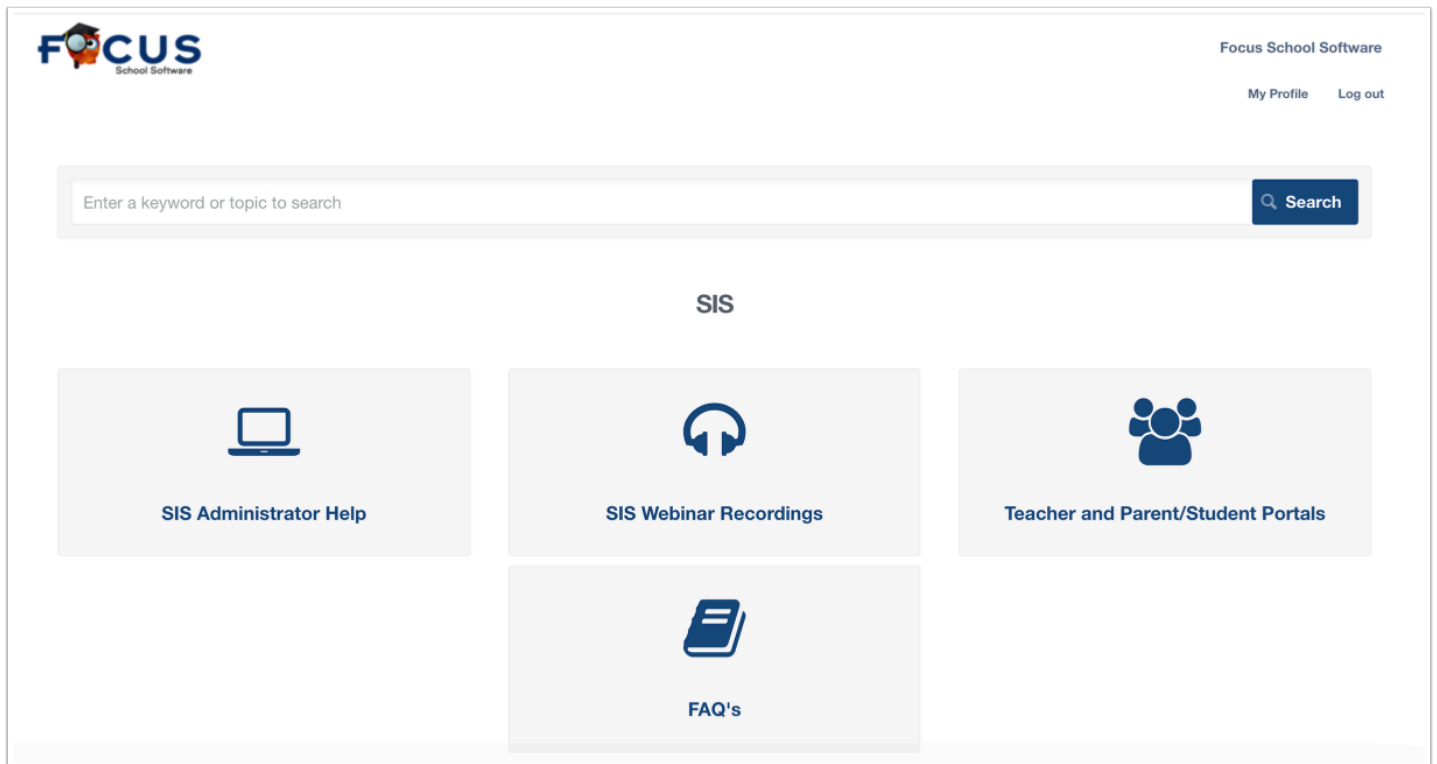 FOCUS
School Software
Focus School Software
My Profile Log out
Enter a keyword or topic to search
Search
SIS
SIS Administrator Help
SIS Webinar Recordings
Teacher and Parent/Student Portals
FAQ's